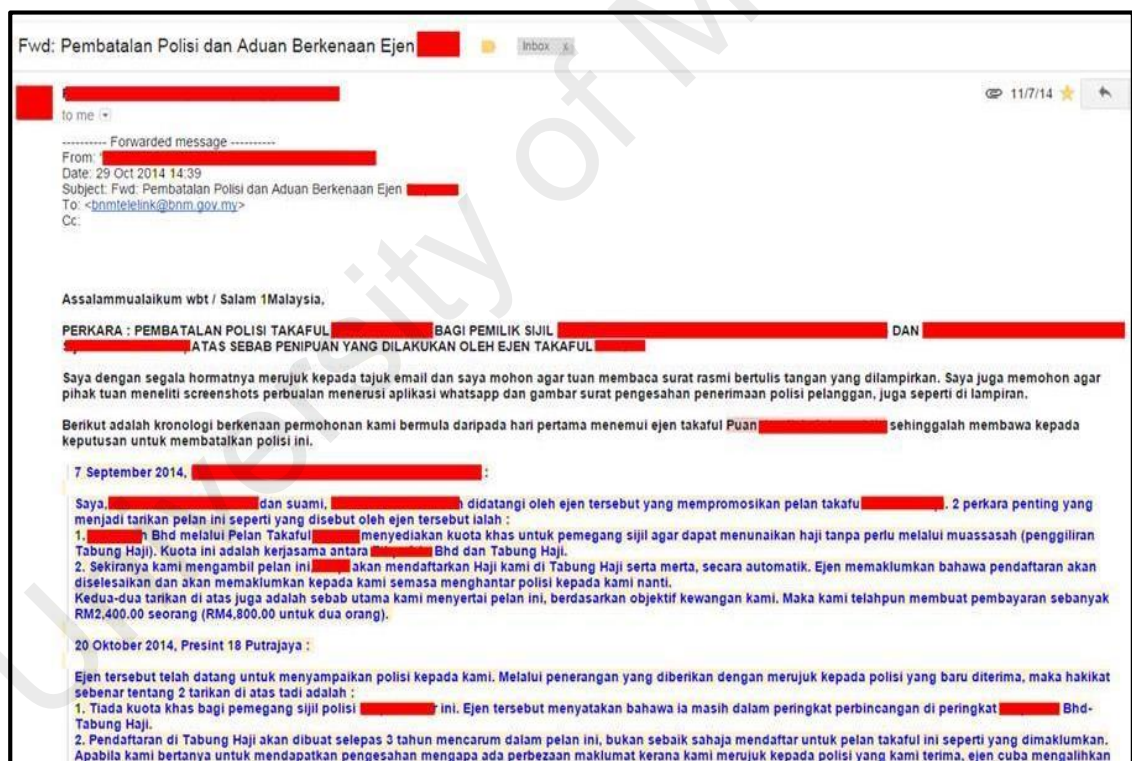 Fwd: Pembatalan Polisi dan Aduan Berkenaan Ejen
Inbox x
11/7/14
to me
---------- Forwarded message ----------
From: "
Date: 29 Oct 2014 14:39
Subject: Fwd: Pembatalan Polisi dan Aduan Berkenaan Ejen
To: <bnmtelelink@bnm.gov.my>
Cc:
Assalammualaikum wbt / Salam 1Malaysia,
PERKARA : PEMBATALAN POLISI TAKAFUL BAGI PEMILIK SIJIL DAN
ATAS SEBAB PENIPUAN YANG DILAKUKAN OLEH EJEN TAKAFUL
Saya dengan segala hormatnya merujuk kepada tajuk email dan saya mohon agar tuan membaca surat rasmi bertulis tangan yang dilampirkan. Saya juga memohon agar
pihak tuan meneliti screenshots perbualan menerusi aplikasi whatsapp dan gambar surat pengesahan penerimaan polisi pelanggan, juga seperti di lampiran.
Berikut adalah kronologi berkenaan permohonan kami bermula daripada hari pertama menemui ejen takaful Puan sehinggalah membawa kepada
keputusan untuk membatalkan polisi ini.
7 September 2014, :
Saya, dan suami, didatangi oleh ejen tersebut yang mempromosikan pelan takafu . 2 perkara penting yang
menjadi tarikan pelan ini seperti yang disebut oleh ejen tersebut ialah :
1. Bhd melalui Pelan Takaful menyediakan kuota khas untuk pemegang sijil agar dapat menunaikan haji tanpa perlu melalui muassasah (penggiliran
Tabung Haji). Kuota ini adalah kerjasama antara Bhd dan Tabung Haji.
2. Sekiranya kami mengambil pelan ini, akan mendaftarkan Haji kami di Tabung Haji serta merta, secara automatik. Ejen memaklumkan bahawa pendaftaran akan
diselesaikan dan akan memaklumkan kepada kami semasa menghantar polisi kepada kami nanti.
Kedua-dua tarikan di atas juga adalah sebab utama kami menyertai pelan ini, berdasarkan objektif kewangan kami. Maka kami telahpun membuat pembayaran sebanyak
RM2,400.00 seorang (RM4,800.00 untuk dua orang).
20 Oktober 2014, Presint 18 Putrajaya :
Ejen tersebut telah datang untuk menyampaikan polisi kepada kami. Melalui penerangan yang diberikan dengan merujuk kepada polisi yang baru diterima, maka hakikat
sebenar tentang 2 tarikan di atas tadi adalah :
1. Tiada kuota khas bagi pemegang sijil polisi ini. Ejen tersebut menyatakan bahawa ia masih dalam peringkat perbincangan di peringkat Bhd-
Tabung Haji.
2. Pendaftaran di Tabung Haji akan dibuat selepas 3 tahun mencarum dalam pelan ini, bukan sebaik sahaja mendaftar untuk pelan takaful ini seperti yang dimaklumkan.
Apabila kami bertanya untuk mendapatkan pengesahan mengapa ada perbezaan maklumat kerana kami merujuk kepada polisi yang kami terima, ejen cuba mengalihkan
University of M